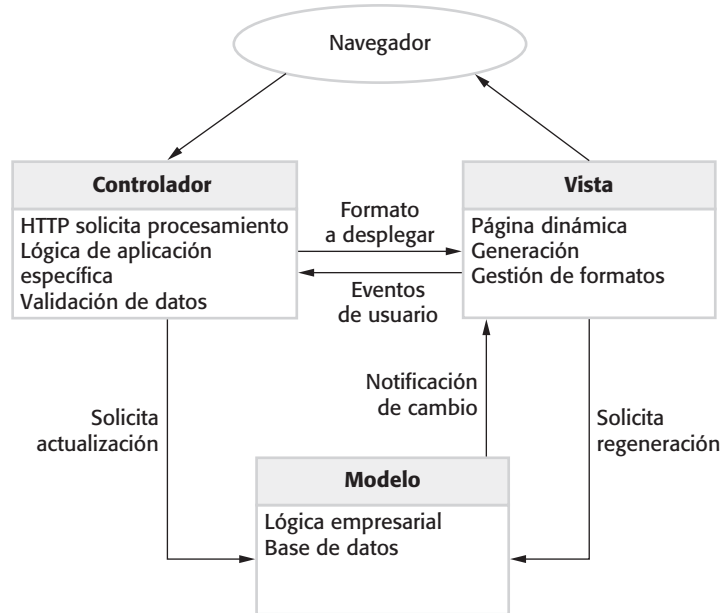 Navegador
Controlador
HTTP solicita procesamiento
Lógica de aplicación
específica
Validación de datos
Formato
a desplegar
Eventos
de usuario
Vista
Página dinámica
Generación
Gestión de formatos
Solicita
actualización
Notificación
de cambio
Solicita
regeneración
Modelo
Lógica empresarial
Base de datos